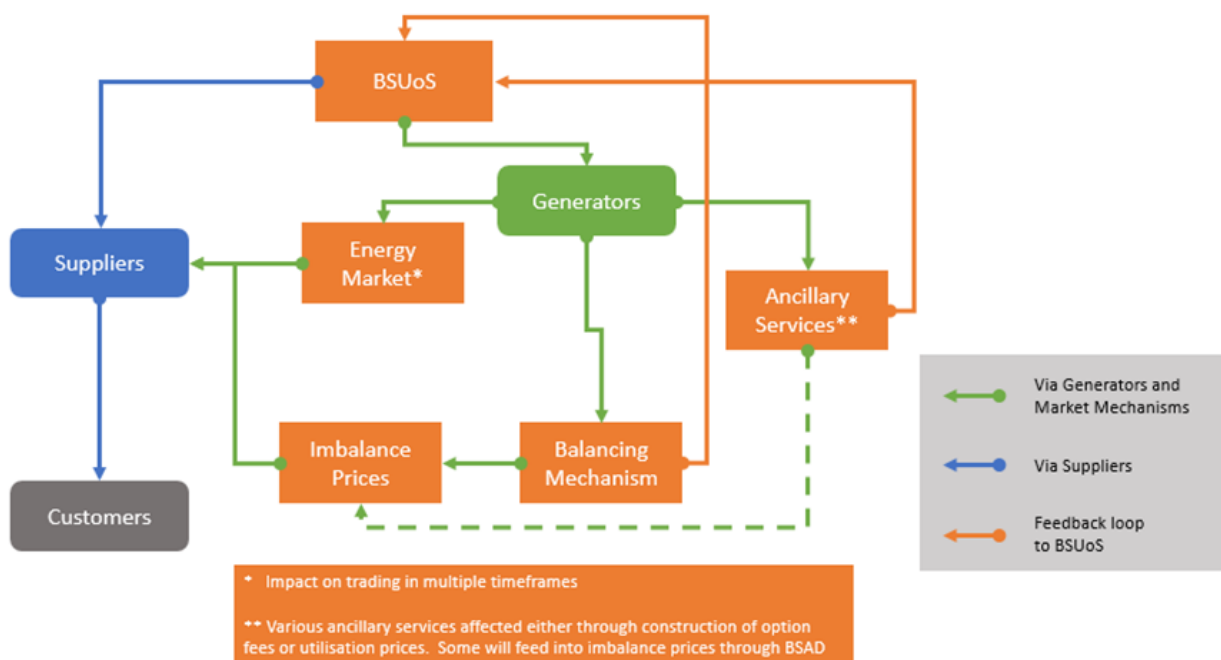 BSUoS
Generators
Suppliers
Energy
Market*
Ancillary
Services**
Via Generators and
Market Mechanisms
Imbalance
Prices
Balancing
Mechanism
Via Suppliers
Customers
Feedback loop
to BSUoS
* Impact on trading in multiple timeframes
** Various ancillary services affected either through construction of option
fees or utilisation prices. Some will feed into imbalance prices through BSAD